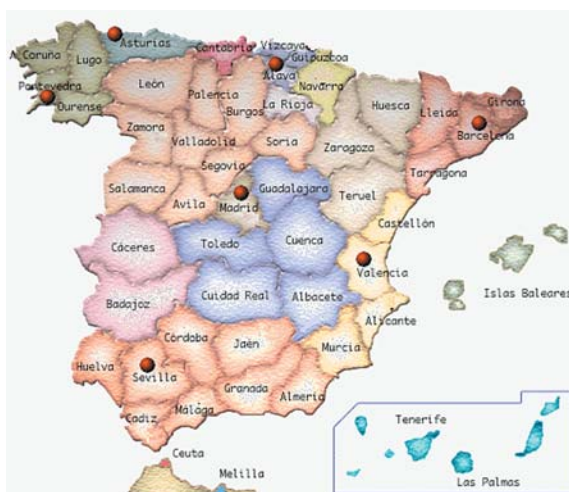 A Coruña
Lugo
Asturias
Cantabria
Vízcaya
Guipuzboa
Alava
Navarra
Pontevedra
Ourense
León
Palencia
Burgos
La Rioja
Huesca
Lleida
Girona
Barcelona
Zamora
Valladolid
Soria
Zaragoza
Tarragona
Segovia
Salamanca
Avila
Madrid
Guadalajara
Teruel
Castellón
Cáceres
Toledo
Cuenca
Valencia
Islas Baleares
Badajoz
Cuidad Real
Albacete
Alicante
Murcia
Córdoba
Jaén
Huelva
Sevilla
Granada
Almería
Málaga
Cadiz
Ceuta
Melilla
Tenerife
Las Palmas